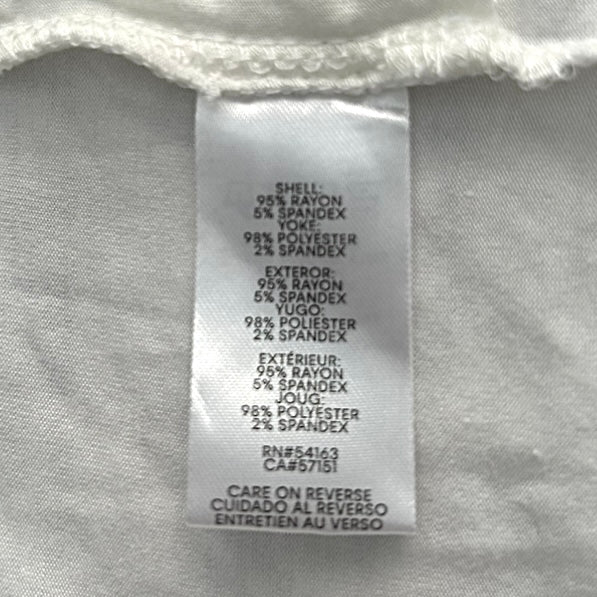 SHELL:
95% RAYON
5% SPANDEX
YOKE:
98% POLYESTER
2% SPANDEX
EXTEROR:
95% RAYON
5% SPANDEX
YUGO:
98% POLIESTER
2% SPANDEX
EXTÉRIEUR:
95% RAYON
5% SPANDEX
JOUG:
98% POLYESTER
2% SPANDEX
RN#54163
CA#57151
CARE ON REVERSE
CUIDADO AL REVERSO
ENTRETIEN AU VERSO